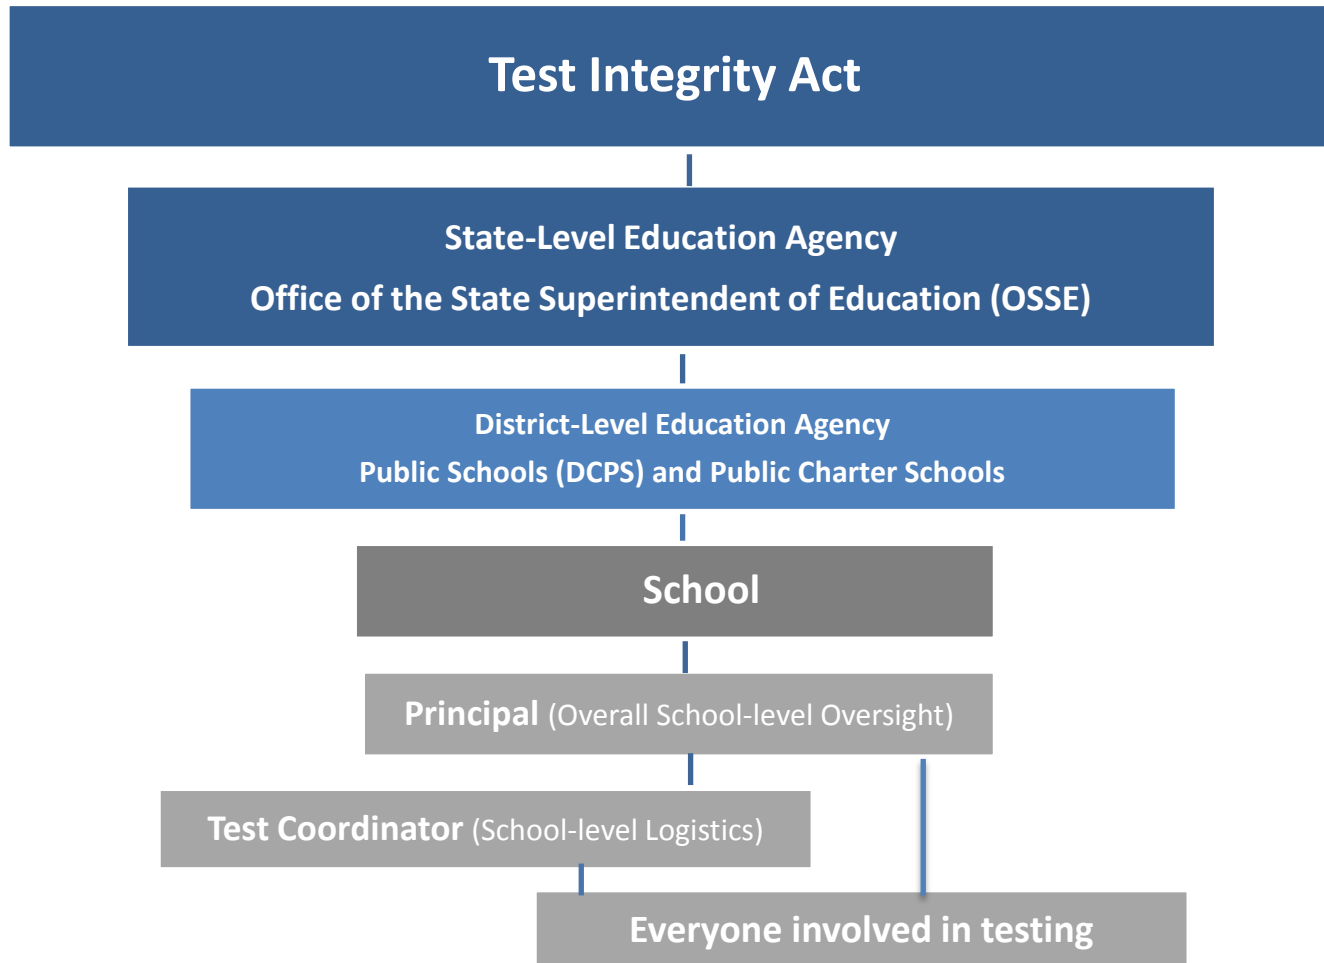 Test Integrity Act
State-Level Education Agency
Office of the State Superintendent of Education (OSSE)
District-Level Education Agency
Public Schools (DCPS) and Public Charter Schools
School
Principal (Overall School-level Oversight)
Test Coordinator (School-level Logistics)
Everyone involved in testing